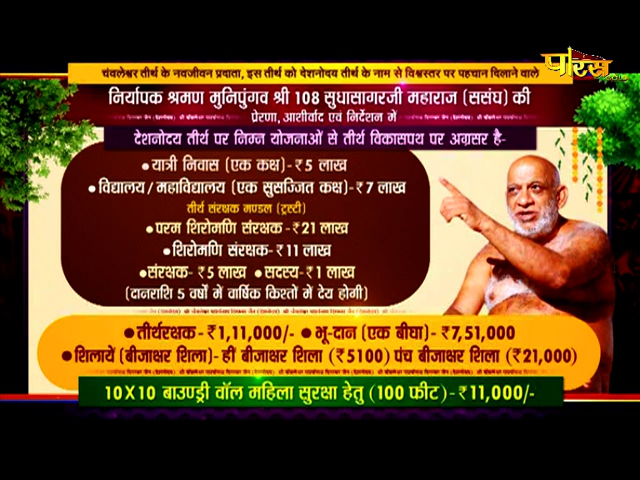 पारस
चंवलेश्वर तीर्थ के नवजीवन प्रदाता, इस तीर्थ को देशनोदय तीर्थ के नाम से विश्वस्तर पर पहचान दिलाने वाले
निर्यापक श्रमण मुनिपुंगव श्री 108 सुधासागरजी महाराज (ससंघ) की
प्रेरणा, आशीर्वाद एवं निर्देशन में
देशनोदय तीर्थ पर निम्न योजनाओं से तीर्थ विकासपथ पर अग्रसर है-
•यात्री निवास (एक कक्ष)-₹5 लाख
•विद्यालय/महाविद्यालय (एक सुसज्जित कक्ष)-₹7 लाख
तीर्थ संरक्षक मण्डल (ट्रस्टी)
•परम शिरोमणि संरक्षक -₹21 लाख
•शिरोमणि संरक्षक-₹11 लाख
•संरक्षक-₹5 लाख •सदस्य-₹1 लाख
(दानराशि 5 वर्षों में वार्षिक किश्तों में देय होगी)
•तीर्थरक्षक-₹1,11,000/- •भू-दान (एक बीघा)-₹7,51,000
•शिलायें (बीजाक्षर शिला)-ह्रीं बीजाक्षर शिला (₹5100) पंच बीजाक्षर शिला (₹21,000)
10X10 बाउण्ड्री वॉल महिला सुरक्षा हेतु (100 फीट)-₹11,000/-